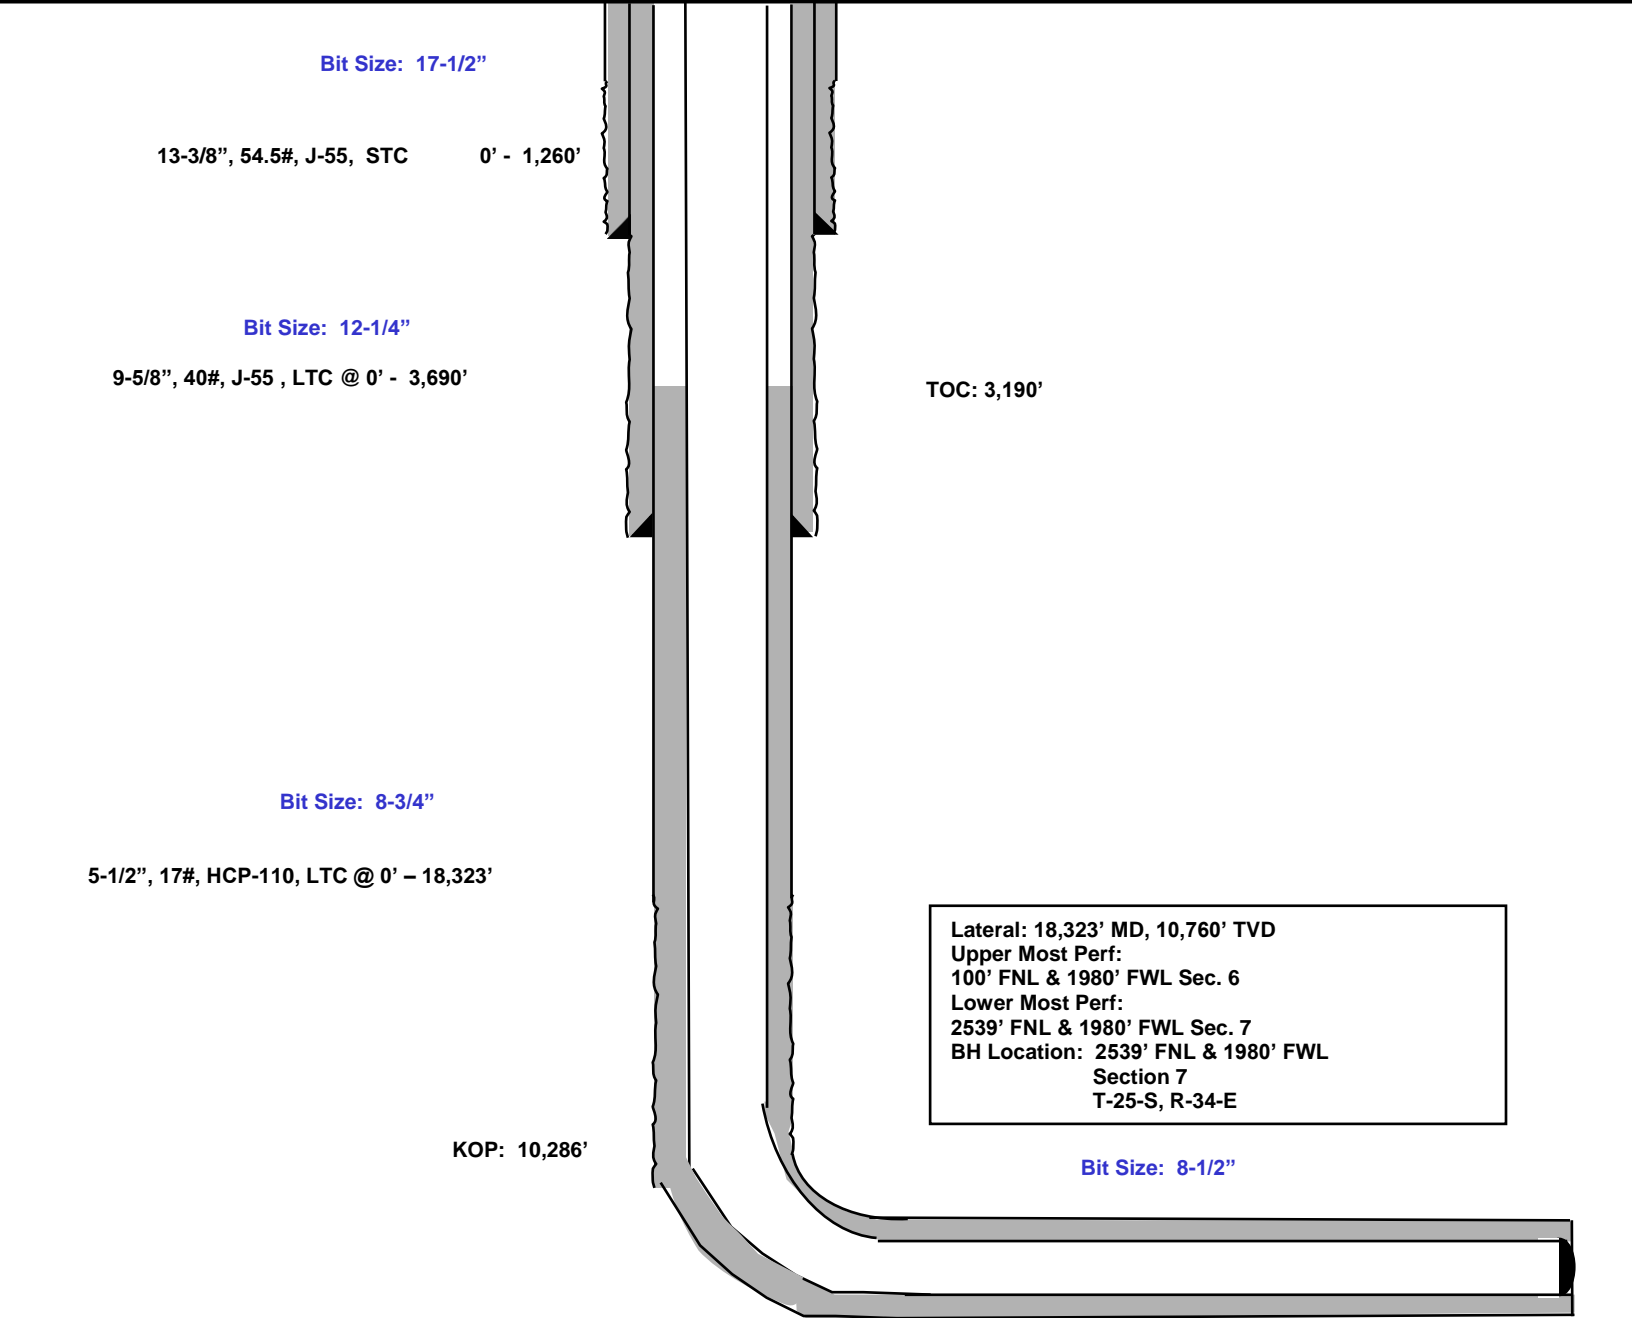 Bit Size:  17-1/2”
13-3/8”, 54.5#, J-55,  STC 0’ -  1,260’
Bit Size:  12-1/4”
9-5/8”, 40#, J-55 , LTC @ 0’ -  3,690’
TOC: 3,190’
Bit Size:  8-3/4”
5-1/2”, 17#, HCP-110, LTC @ 0’ – 18,323’
Lateral: 18,323’ MD, 10,760’ TVD
Upper Most Perf:
100’ FNL & 1980’ FWL Sec. 6
Lower Most Perf:
2539’ FNL & 1980’ FWL Sec. 7
BH Location:  2539’ FNL & 1980’ FWL
Section 7
T-25-S, R-34-E
KOP:  10,286’
Bit Size:  8-1/2”